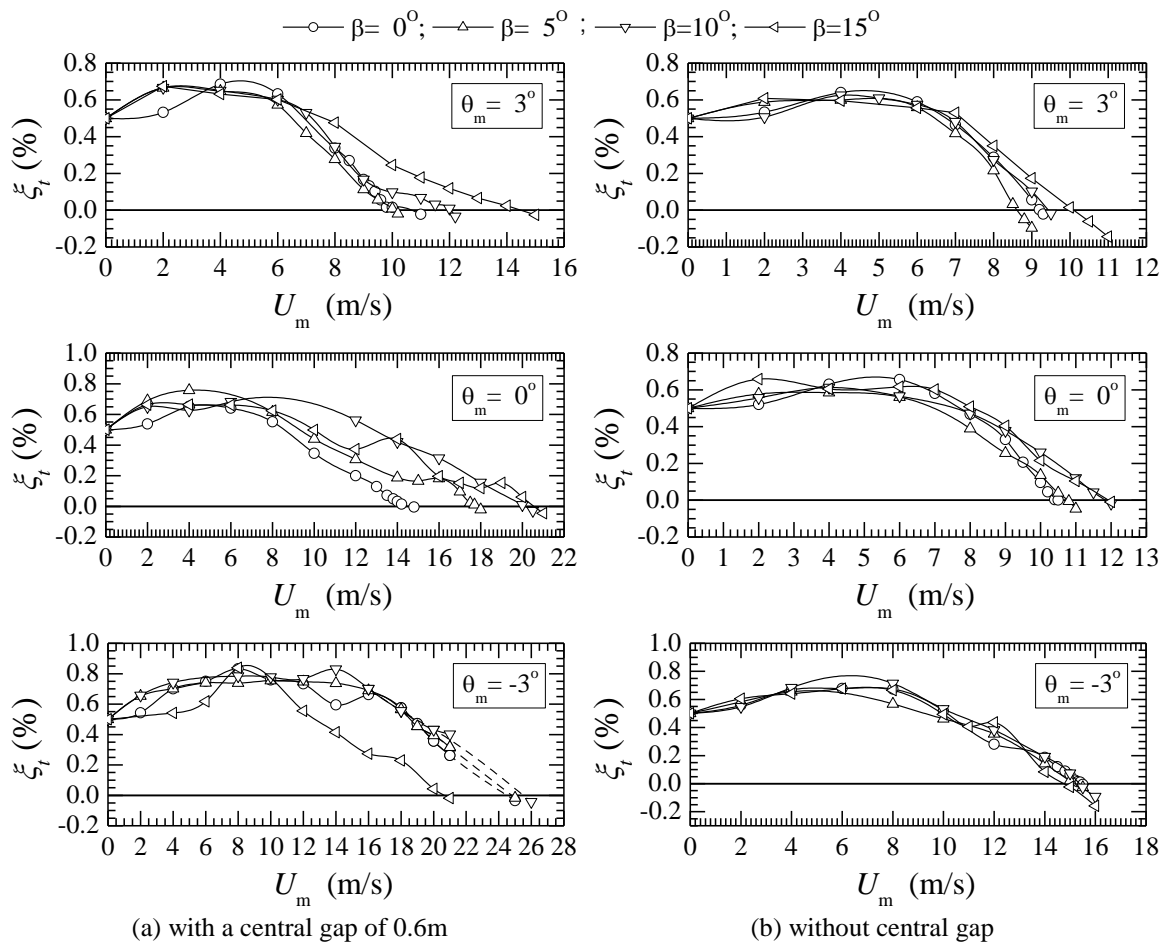 β= 0°; β= 5°; β=10°; β=15°
0.8 0.6 0.4 0.2 0.0 -0.2
ξt (%)
θm = 3°
0 2 4 6 8 10 12 14 16
Um (m/s)
0.8 0.6 0.4 0.2 0.0 -0.2
ξt (%)
θm = 3°
0 1 2 3 4 5 6 7 8 9 10 11 12
Um (m/s)
1.0 0.8 0.6 0.4 0.2 0.0 -0.2
ξt (%)
θm = 0°
0 2 4 6 8 10 12 14 16 18 20 22
Um (m/s)
0.8 0.6 0.4 0.2 0.0 -0.2
ξt (%)
θm = 0°
0 1 2 3 4 5 6 7 8 9 10 11 12 13
Um (m/s)
1.0 0.8 0.6 0.4 0.2 0.0 -0.2
ξt (%)
θm = -3°
0 2 4 6 8 10 12 14 16 18 20 22 24 26 28
Um (m/s)
(a) with a central gap of 0.6m
1.0 0.8 0.6 0.4 0.2 0.0 -0.2
ξt (%)
θm = -3°
0 2 4 6 8 10 12 14 16 18
Um (m/s)
(b) without central gap